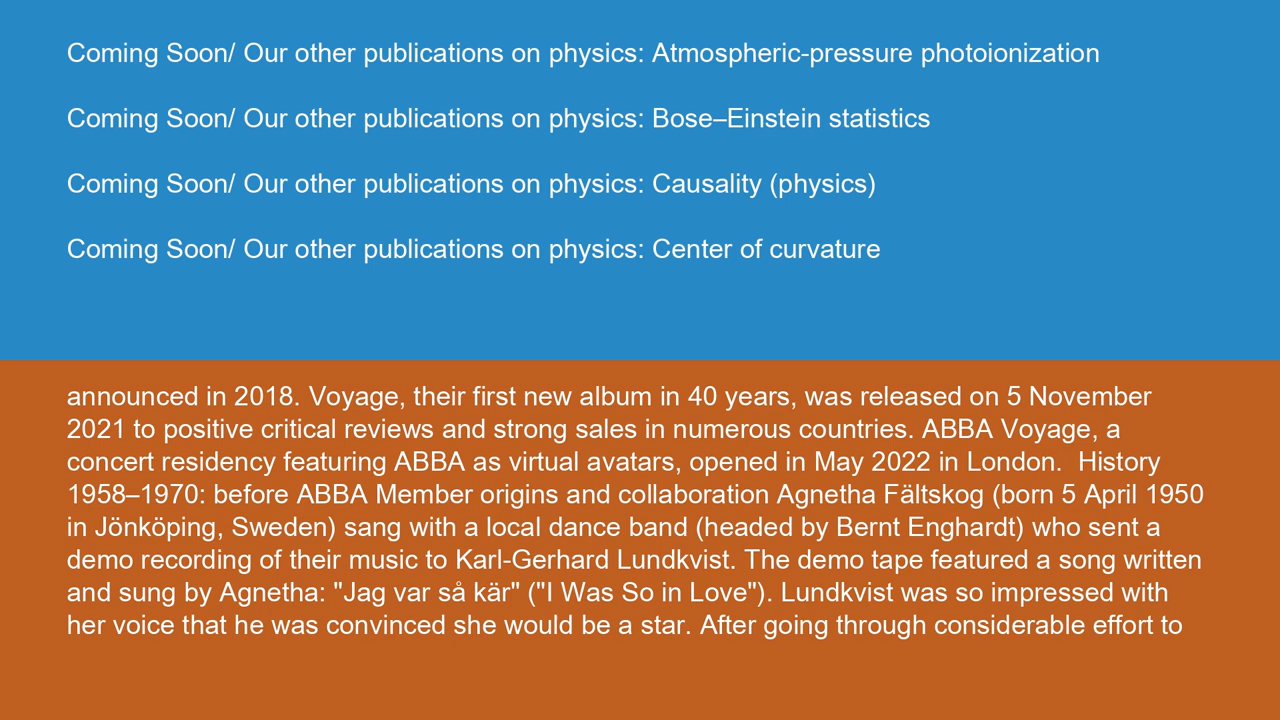 Coming Soon/ Our other publications on physics: Atmospheric-pressure photoionization
Coming Soon/ Our other publications on physics: Bose–Einstein statistics
Coming Soon/ Our other publications on physics: Causality (physics)
Coming Soon/ Our other publications on physics: Center of curvature
announced in 2018. Voyage, their first new album in 40 years, was released on 5 November
2021 to positive critical reviews and strong sales in numerous countries. ABBA Voyage, a
concert residency featuring ABBA as virtual avatars, opened in May 2022 in London.  History
1958–1970: before ABBA Member origins and collaboration Agnetha Fältskog (born 5 April 1950
in Jönköping, Sweden) sang with a local dance band (headed by Bernt Enghardt) who sent a
demo recording of their music to Karl-Gerhard Lundkvist. The demo tape featured a song written
and sung by Agnetha: "Jag var så kär" ("I Was So in Love"). Lundkvist was so impressed with
her voice that he was convinced she would be a star. After going through considerable effort to